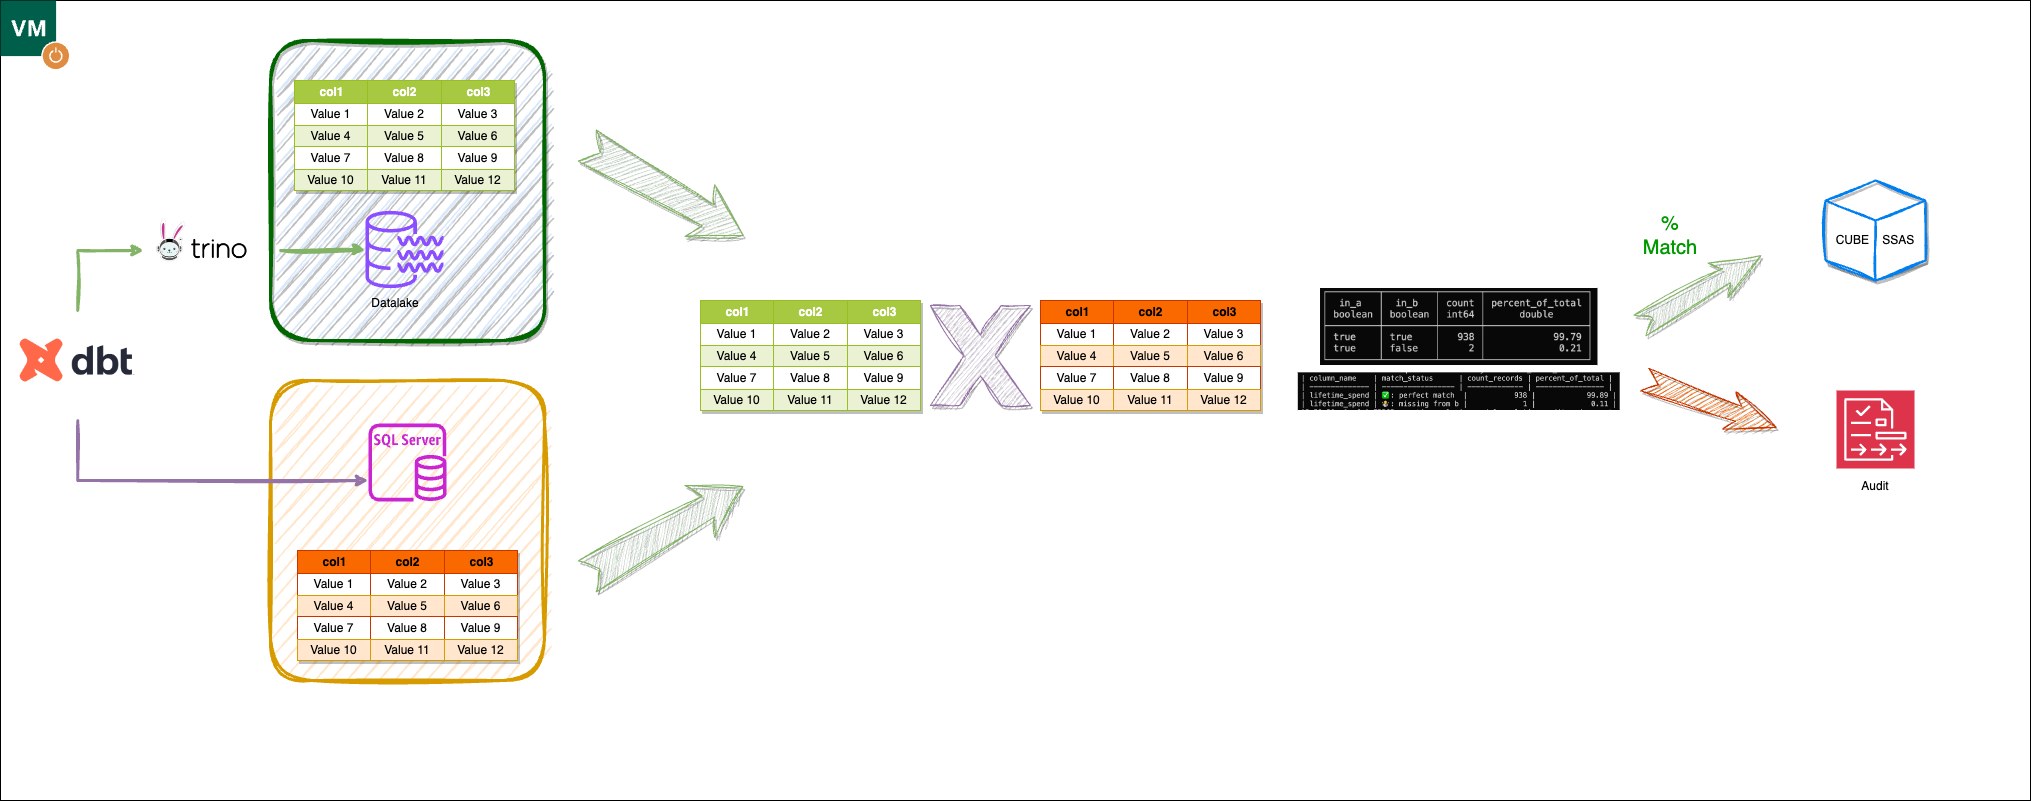 VM
col1 col2 col3
Value 1 Value 2 Value 3
Value 4 Value 5 Value 6
Value 7 Value 8 Value 9
Value 10 Value 11 Value 12
trino
Datalake
dbt
SQL Server
col1 col2 col3
Value 1 Value 2 Value 3
Value 4 Value 5 Value 6
Value 7 Value 8 Value 9
Value 10 Value 11 Value 12
col1 col2 col3
Value 1 Value 2 Value 3
Value 4 Value 5 Value 6
Value 7 Value 8 Value 9
Value 10 Value 11 Value 12
X
col1 col2 col3
Value 1 Value 2 Value 3
Value 4 Value 5 Value 6
Value 7 Value 8 Value 9
Value 10 Value 11 Value 12
in_a in_b count percent_of_total
boolean boolean int64 double
true true 938 99.79
true false 2 0.21
| column_name | match_status | count_records | percent_of_total |
| lifetime_spend | ✅: perfect match | 938 | 99.89 |
| lifetime_spend | 🤷: missing from b | 1 | 0.11 |
%
Match
CUBE SSAS
Audit